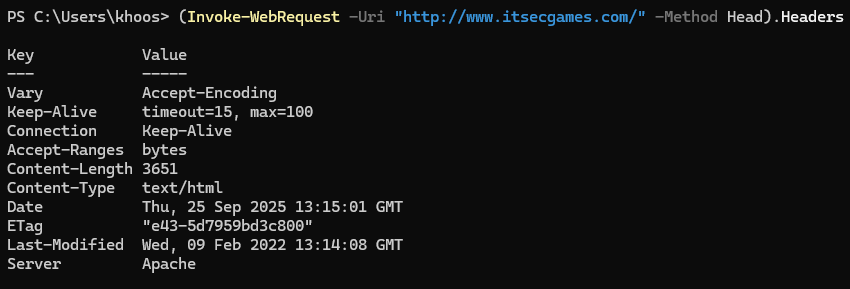 PS C:\Users\khoos> (Invoke-WebRequest -Uri "http://www.itsecgames.com/" -Method Head).Headers
Key Value
--- -----
Vary Accept-Encoding
Keep-Alive timeout=15, max=100
Connection Keep-Alive
Accept-Ranges bytes
Content-Length 3651
Content-Type text/html
Date Thu, 25 Sep 2025 13:15:01 GMT
ETag "e43-5d7959bd3c800"
Last-Modified Wed, 09 Feb 2022 13:14:08 GMT
Server Apache